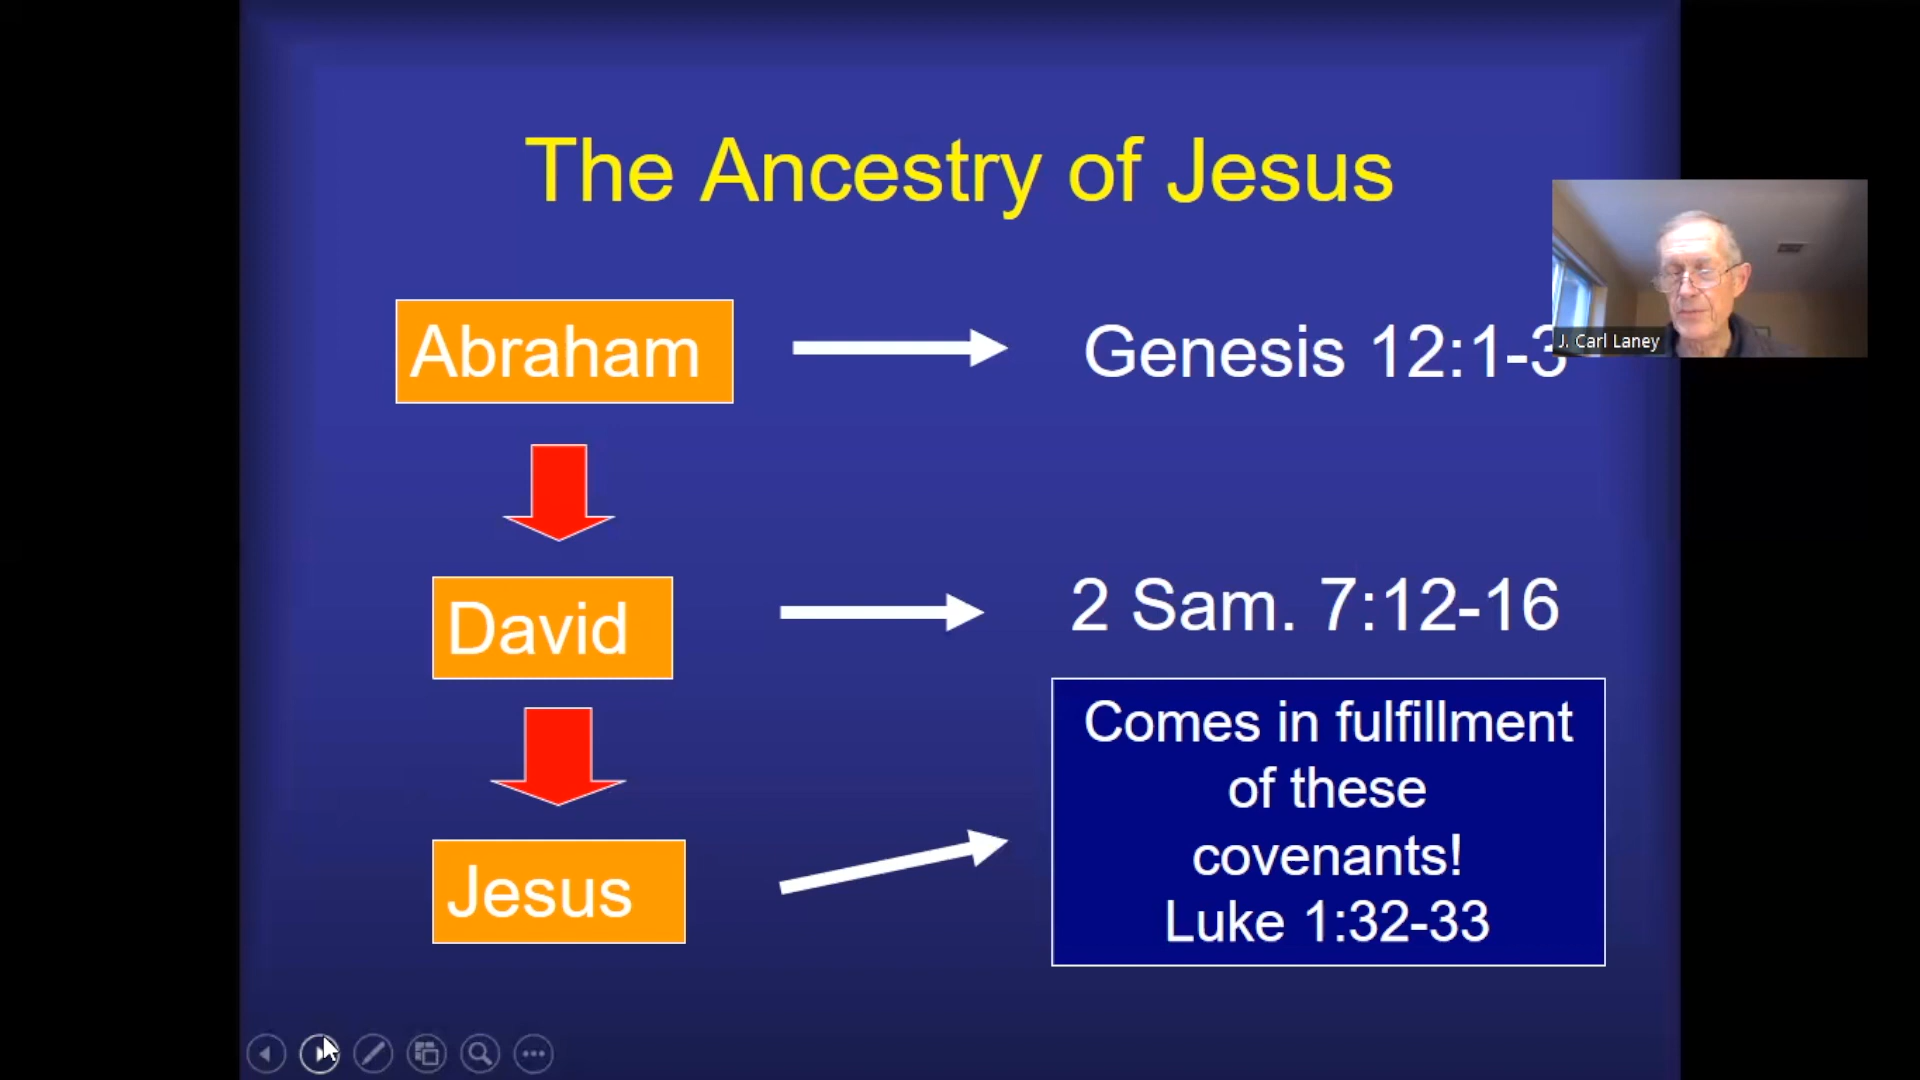 The Ancestry of Jesus
Abraham
Genesis 12:1-3
J. Carl Laney
David
2 Sam. 7:12-16
Comes in fulfillment
of these
covenants!
Luke 1:32-33
Jesus